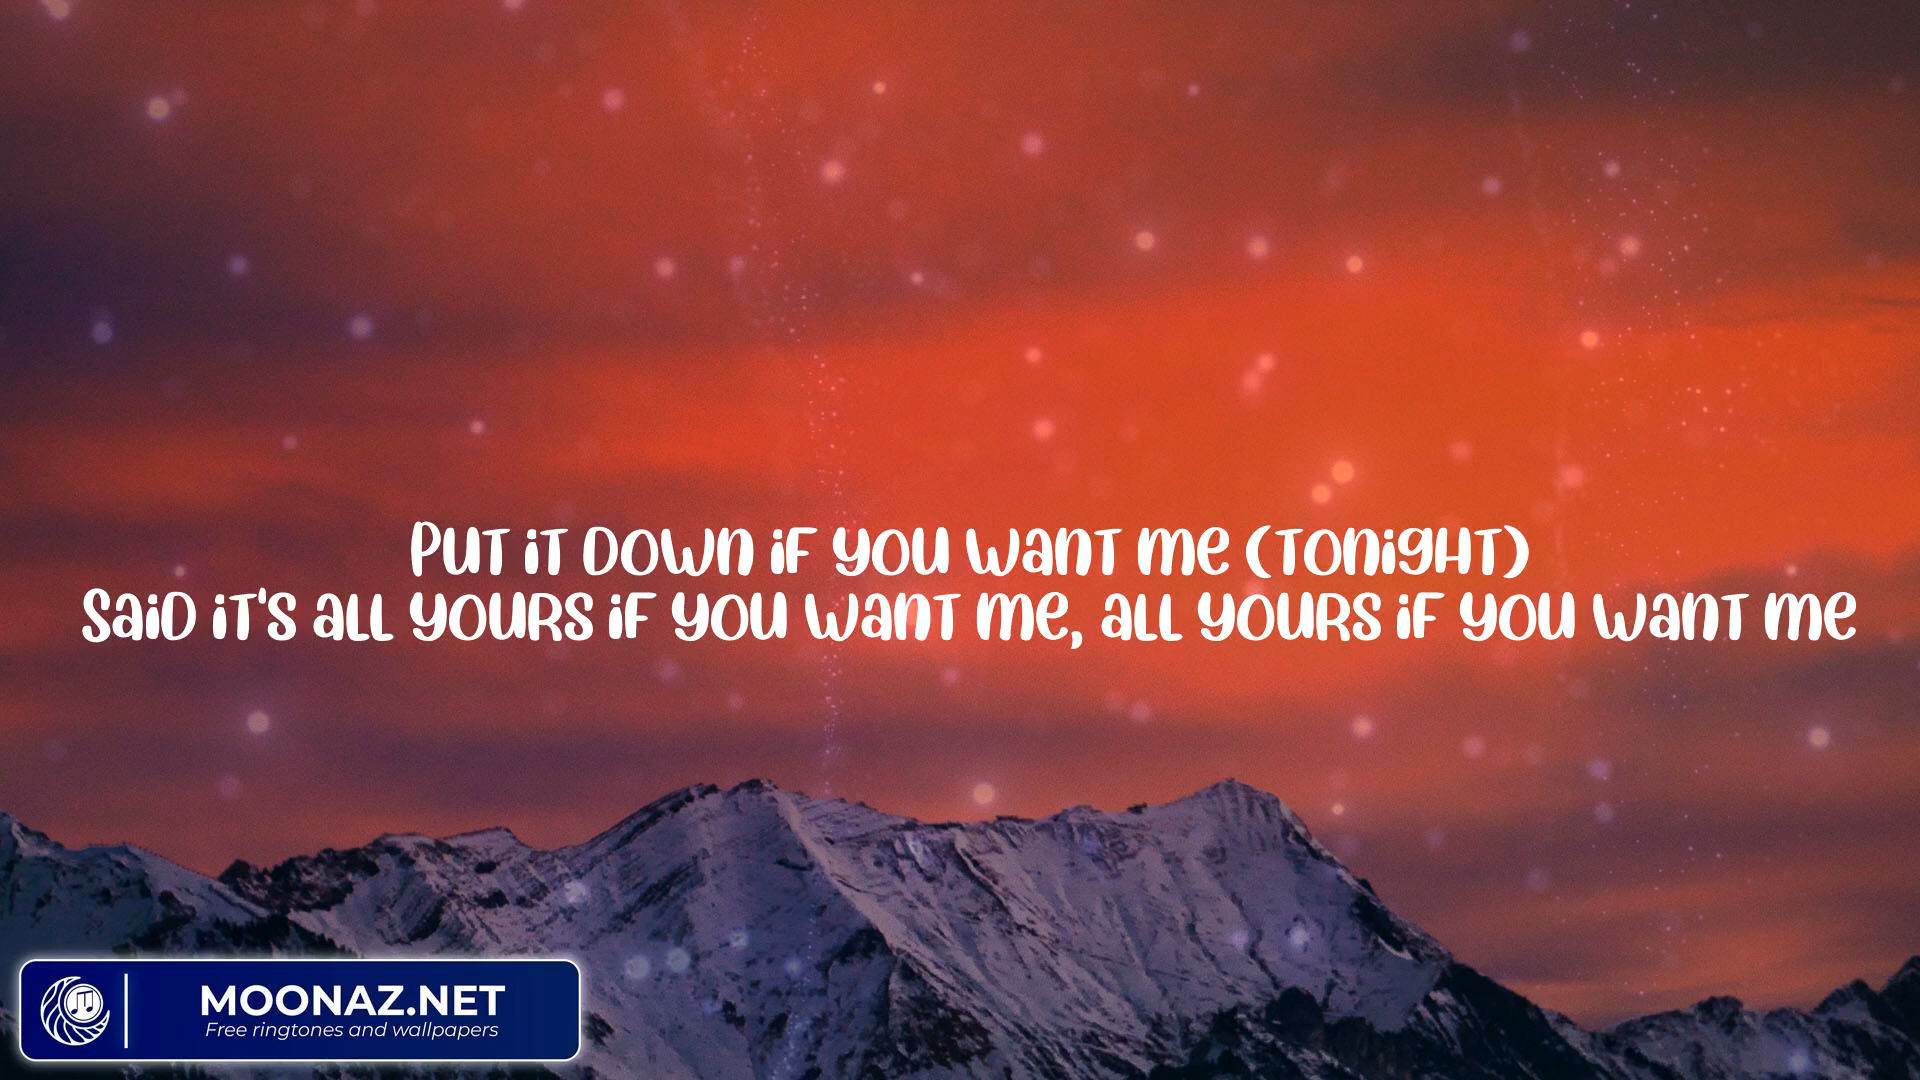 Put it down if you want me (tonight)
Said it's all yours if you want me, all yours if you want me
MOONAZ.NET
Free ringtones and wallpapers